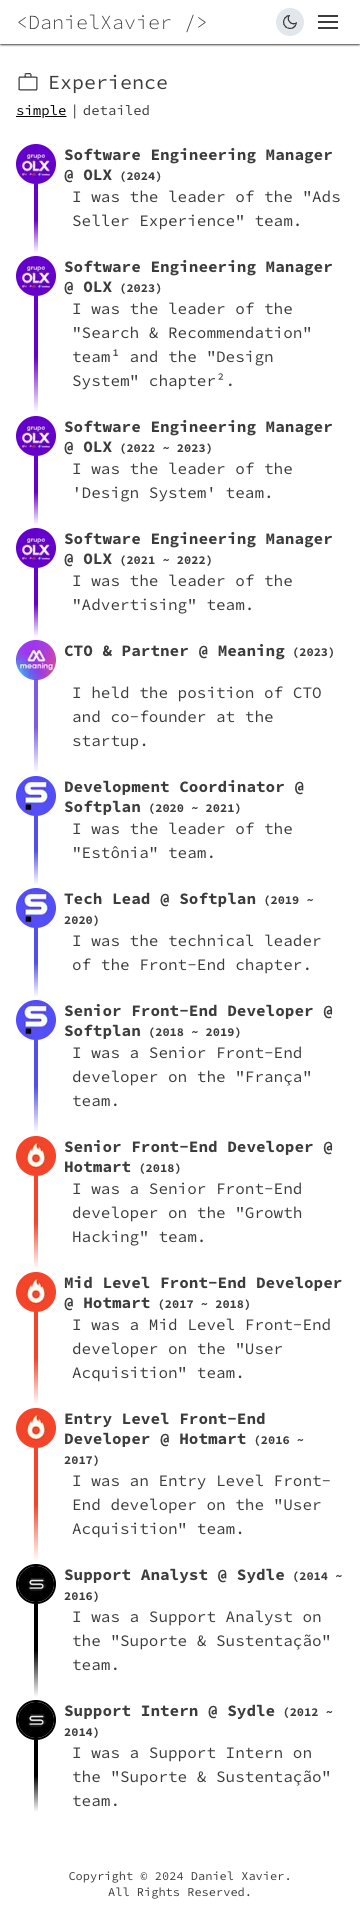 <DanielXavier />
Experience
simple | detailed
grupo
OLX
Software Engineering Manager
@ OLX (2024)
I was the leader of the "Ads
Seller Experience" team.
grupo
OLX
Software Engineering Manager
@ OLX (2023)
I was the leader of the
"Search & Recommendation"
team¹ and the "Design
System" chapter².
grupo
OLX
Software Engineering Manager
@ OLX (2022 ~ 2023)
I was the leader of the
'Design System' team.
grupo
OLX
Software Engineering Manager
@ OLX (2021 ~ 2022)
I was the leader of the
"Advertising" team.
meaning
CTO & Partner @ Meaning (2023)
I held the position of CTO
and co-founder at the
startup.
Development Coordinator @
Softplan (2020 ~ 2021)
I was the leader of the
"Estônia" team.
Tech Lead @ Softplan (2019 ~
2020)
I was the technical leader
of the Front-End chapter.
Senior Front-End Developer @
Softplan (2018 ~ 2019)
I was a Senior Front-End
developer on the "França"
team.
Senior Front-End Developer @
Hotmart (2018)
I was a Senior Front-End
developer on the "Growth
Hacking" team.
Mid Level Front-End Developer
@ Hotmart (2017 ~ 2018)
I was a Mid Level Front-End
developer on the "User
Acquisition" team.
Entry Level Front-End
Developer @ Hotmart (2016 ~
2017)
I was an Entry Level Front-
End developer on the "User
Acquisition" team.
Support Analyst @ Sydle (2014 ~
2016)
I was a Support Analyst on
the "Suporte & Sustentação"
team.
Support Intern @ Sydle (2012 ~
2014)
I was a Support Intern on
the "Suporte & Sustentação"
team.
Copyright © 2024 Daniel Xavier.
All Rights Reserved.